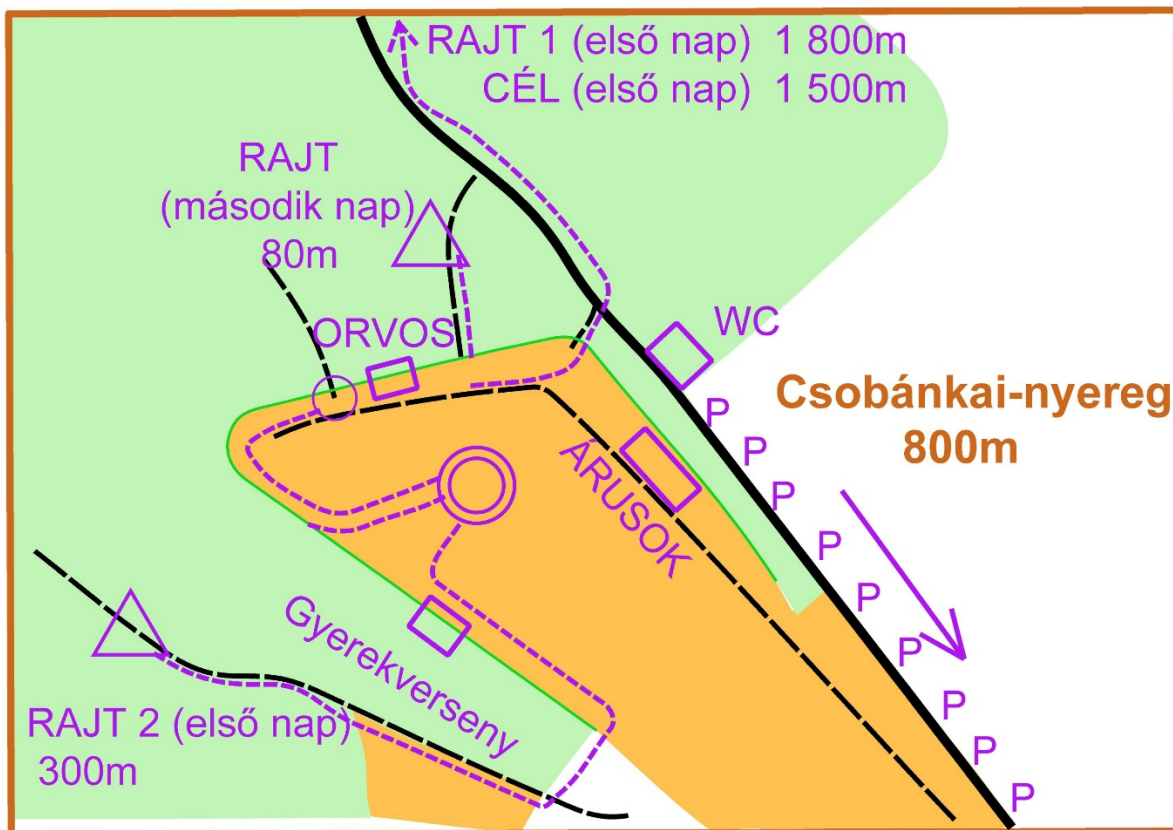 RAJT 1 (első nap) 1 800m
CÉL (első nap) 1 500m
RAJT
(második nap)
80m
ORVOS
WC
Csobánkai-nyereg
800m
ÁRUSOK
Gyerekverseny
RAJT 2 (első nap)
300m
P
P
P
P
P
P
P
P
P